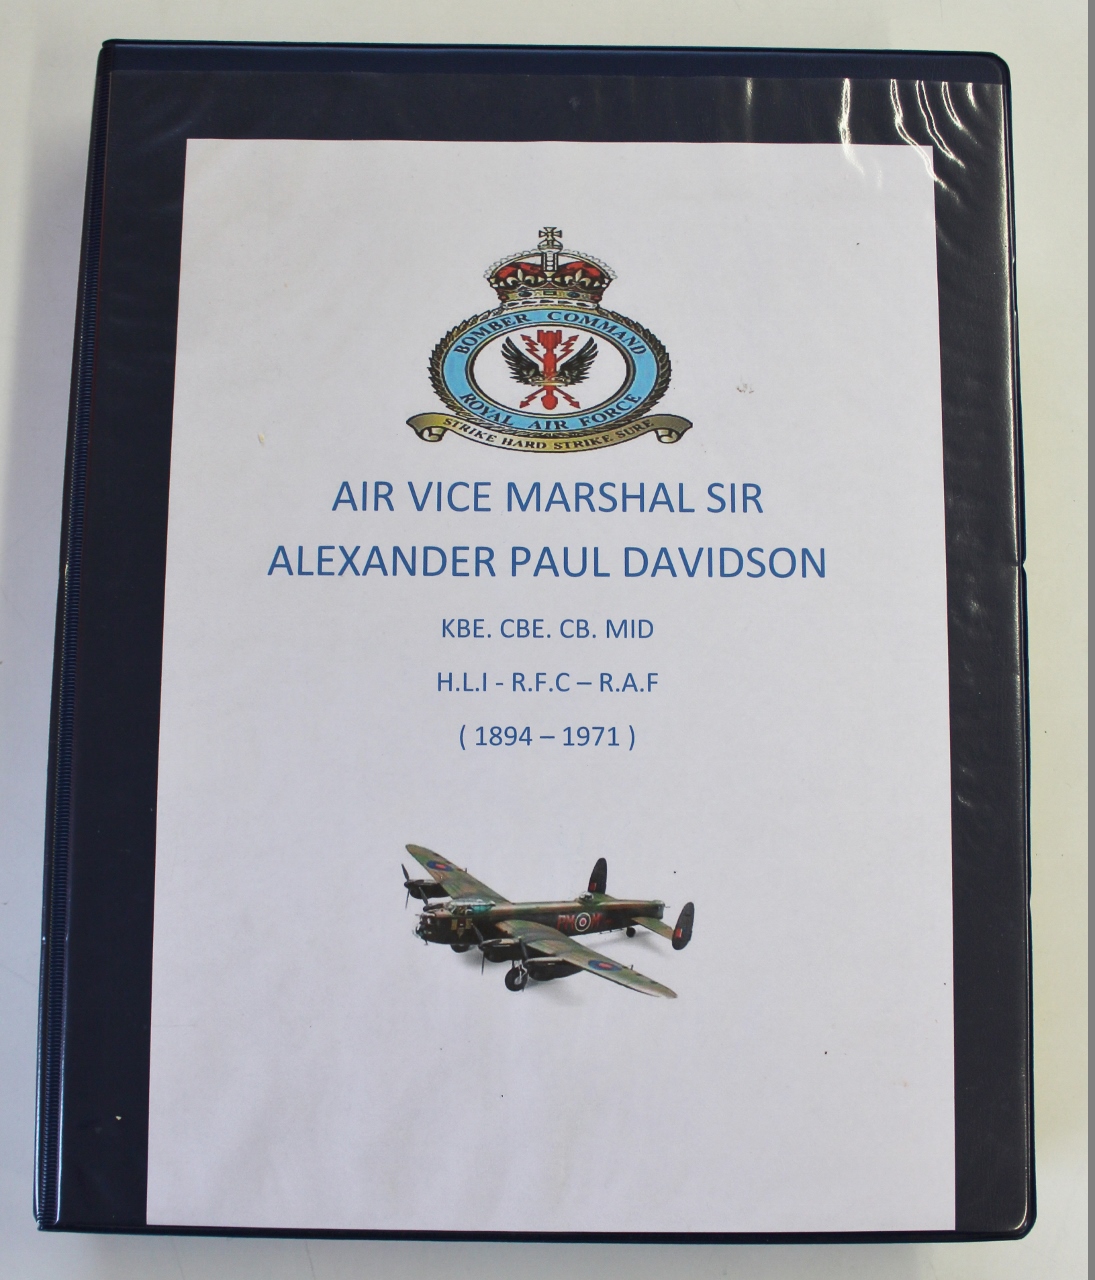 BOMBER COMMAND
ROYAL AIR FORCE
STRIKE HARD STRIKE SURE
AIR VICE MARSHAL SIR
ALEXANDER PAUL DAVIDSON
KBE. CBE. CB. MID
H.L.I - R.F.C – R.A.F
( 1894 – 1971 )